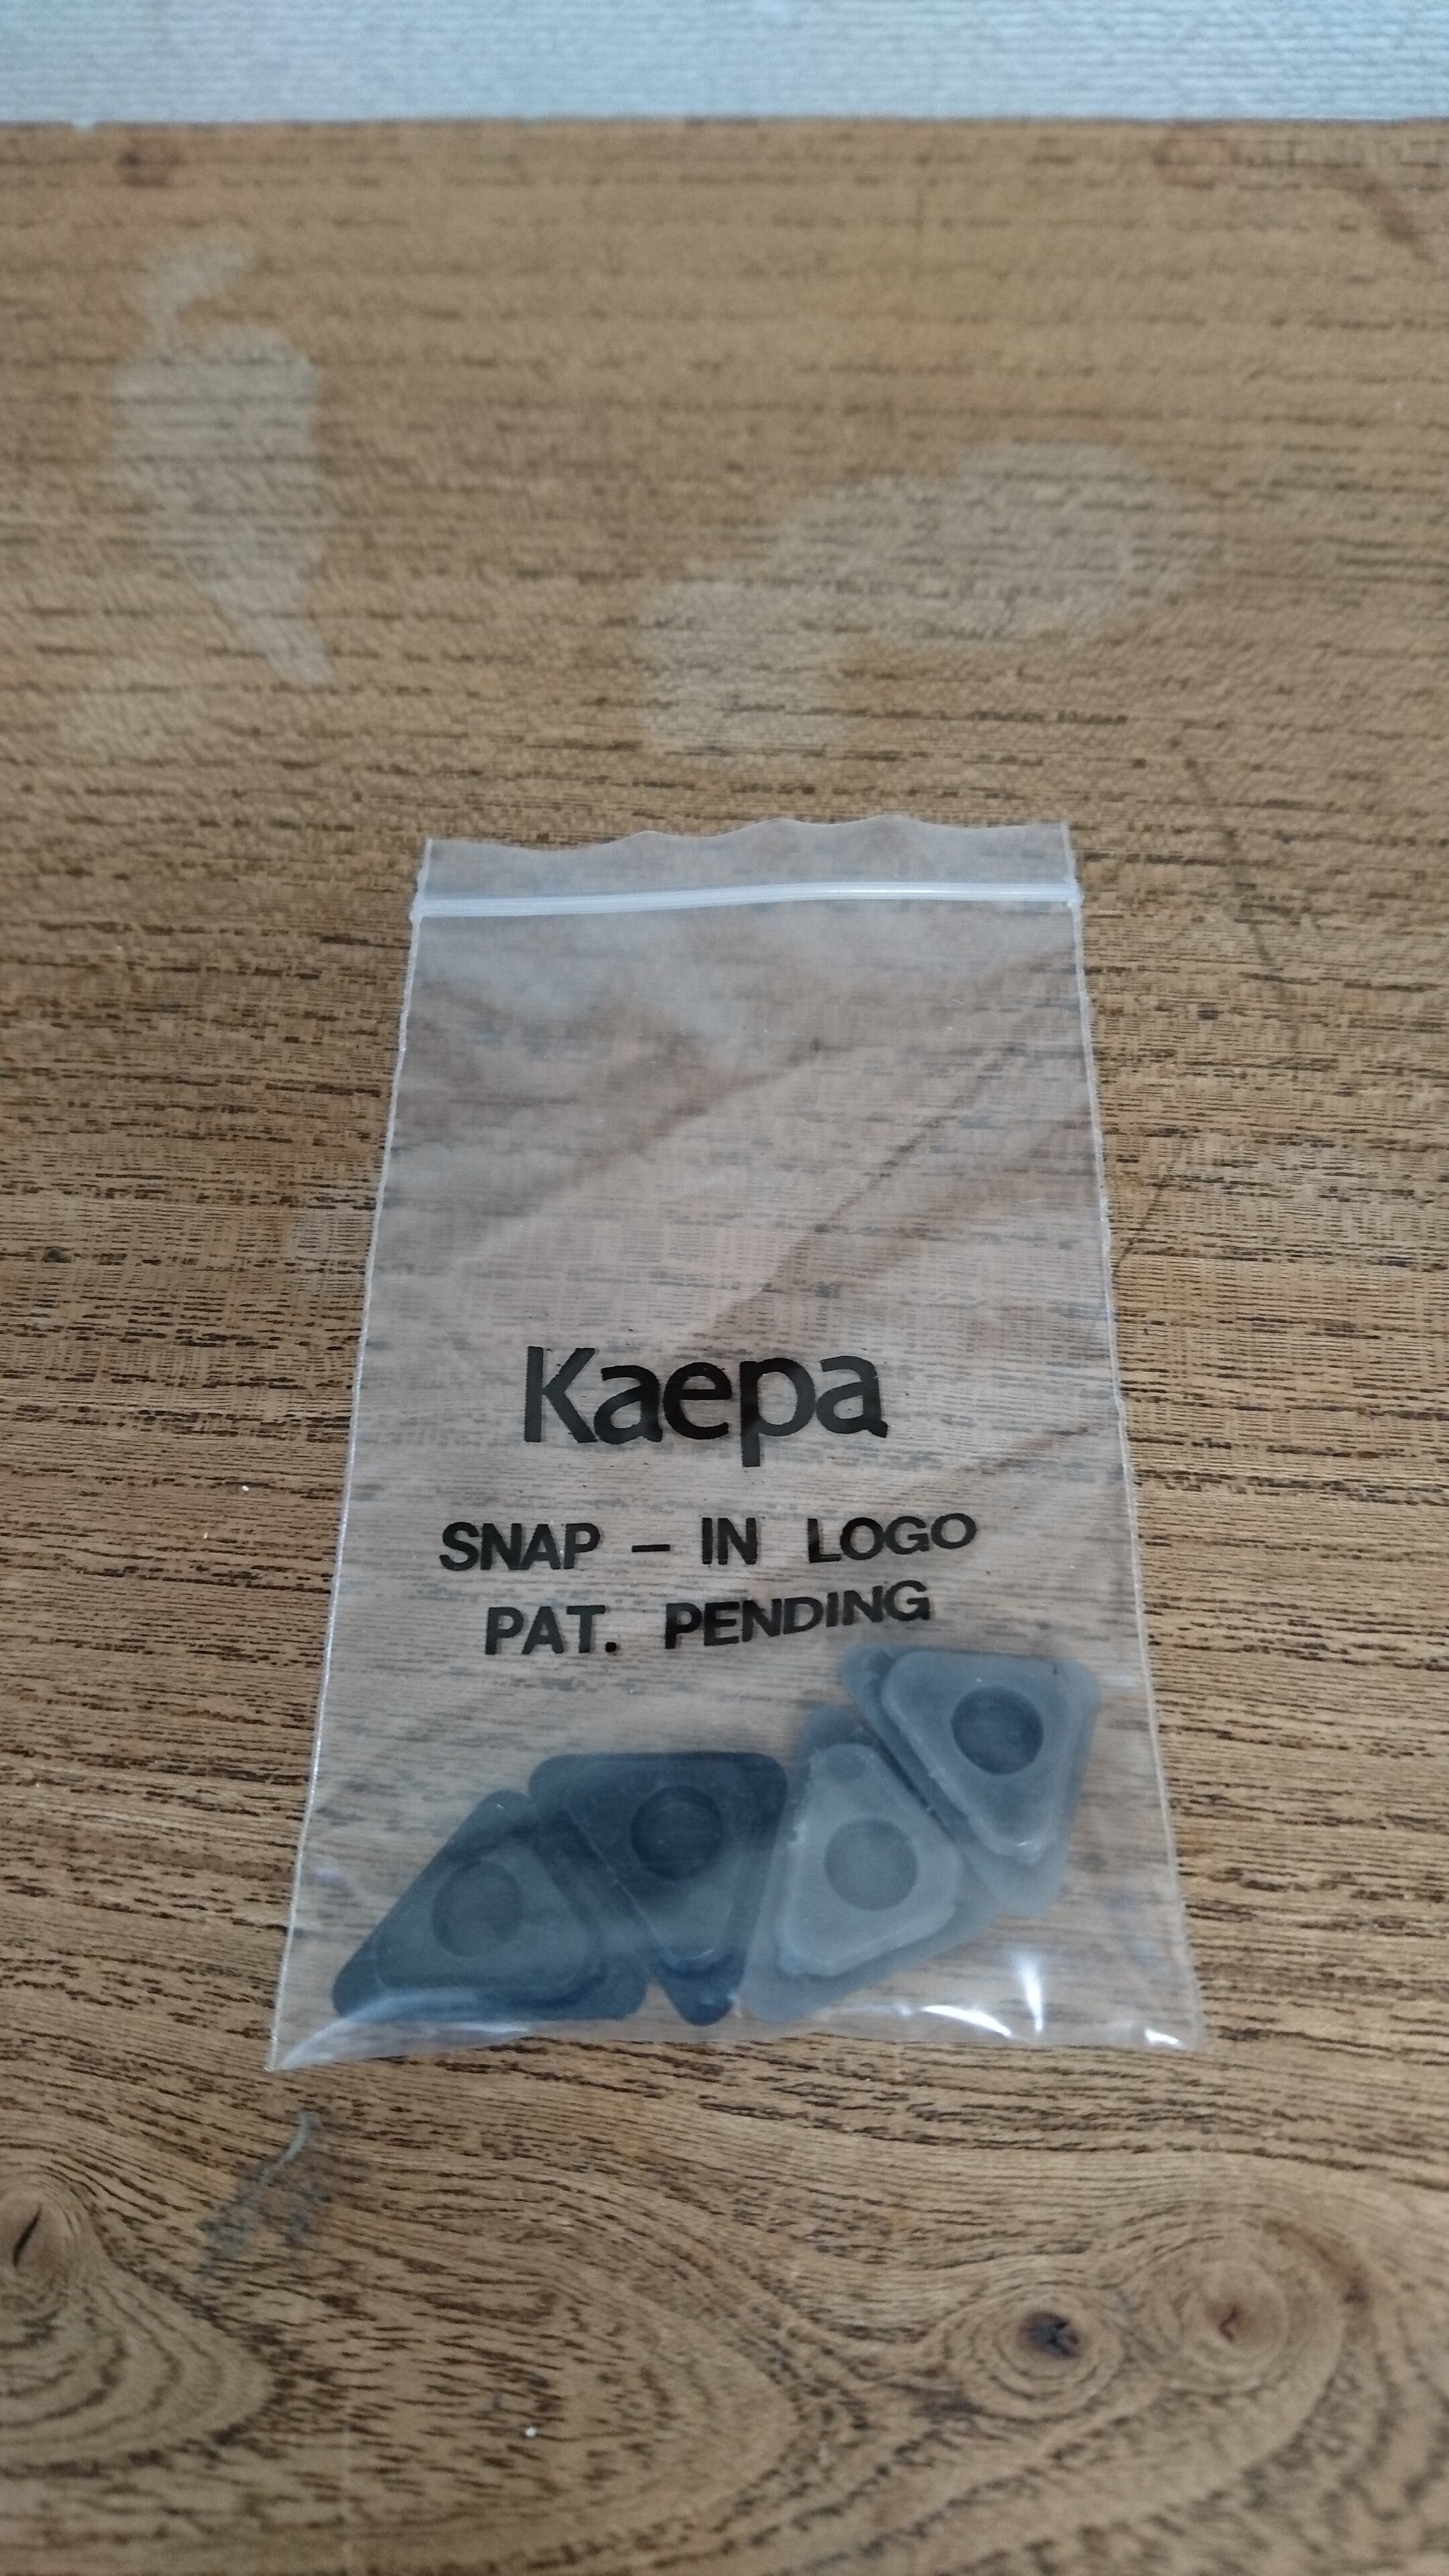 Kaepa
SNAP – IN LOGO
PAT. PENDING